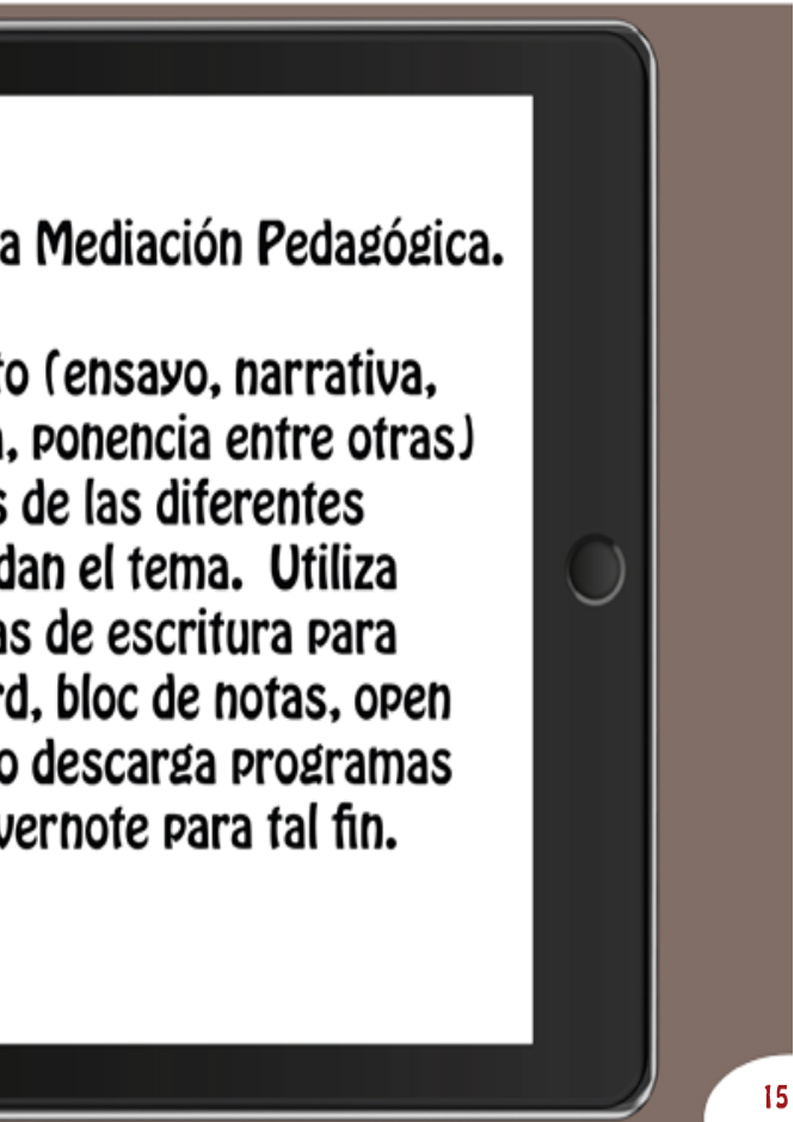 a Mediación Pedagógica.
to (ensayo, narrativa,
, ponencia entre otras)
s de las diferentes
dan el tema. Utiliza
as de escritura para
rd, bloc de notas, open
o descarga programas
vernote para tal fin.
15